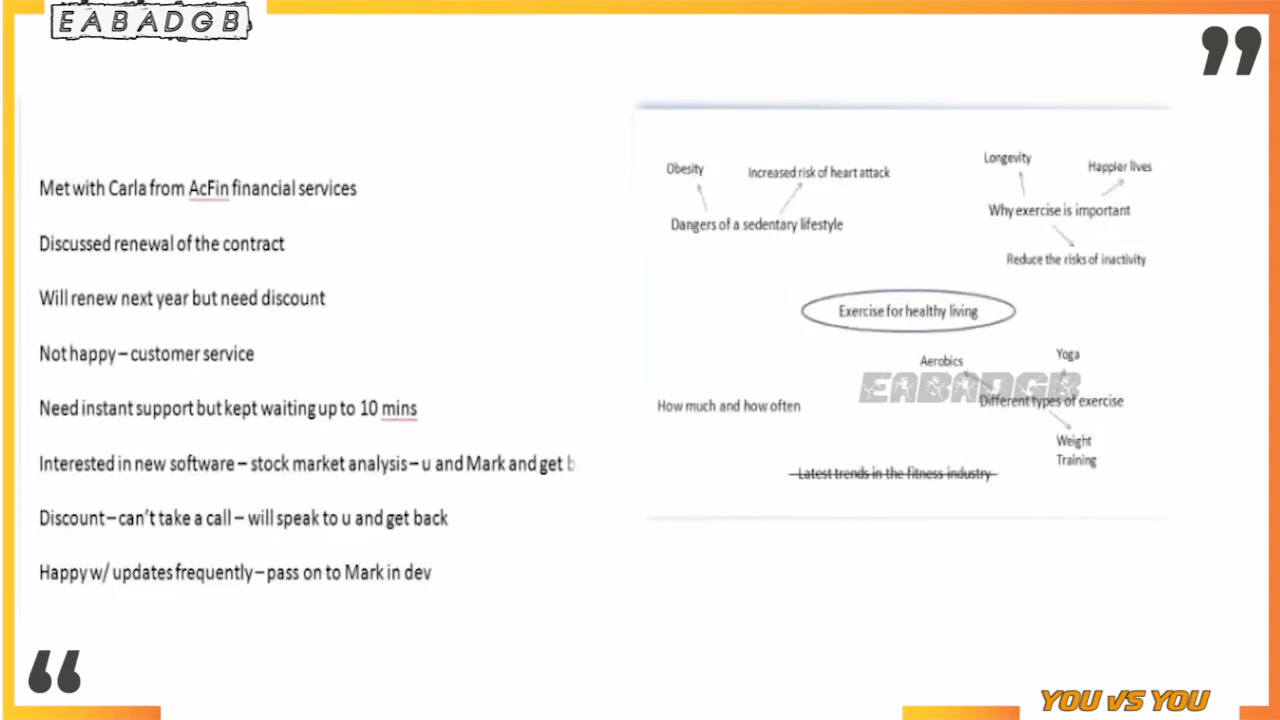 EABADGB
Met with Carla from AcFin financial services
Discussed renewal of the contract
Will renew next year but need discount
Not happy – customer service
Need instant support but kept waiting up to 10 mins
Interested in new software – stock market analysis – u and Mark and get b
Discount – can't take a call – will speak to u and get back
Happy w/ updates frequently – pass on to Mark in dev
Obesity
Increased risk of heart attack
Dangers of a sedentary lifestyle
Longevity
Happier lives
Why exercise is important
Reduce the risks of inactivity
Exercise for healthy living
Aerobics
Yoga
EABADGB
Different types of exercise
How much and how often
Weight
Training
Latest trends in the fitness industry
YOU vS YOU